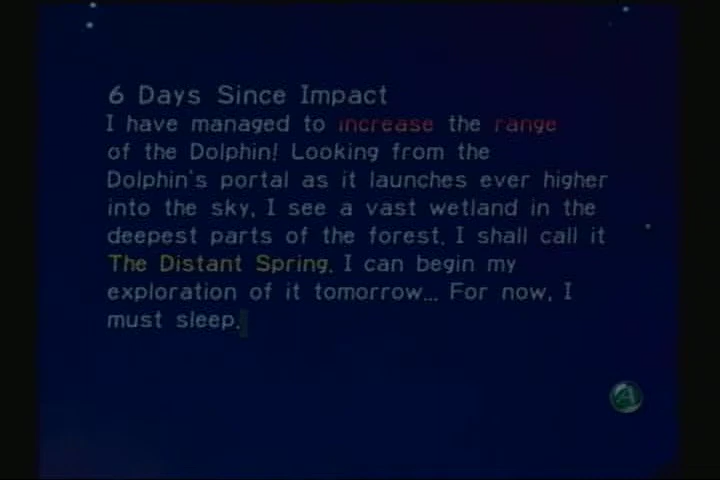 6 Days Since Impact
I have managed to increase the range
of the Dolphin! Looking from the
Dolphin's portal as it launches ever higher
into the sky, I see a vast wetland in the
deepest parts of the forest. I shall call it
The Distant Spring. I can begin my
exploration of it tomorrow... For now, I
must sleep.
A